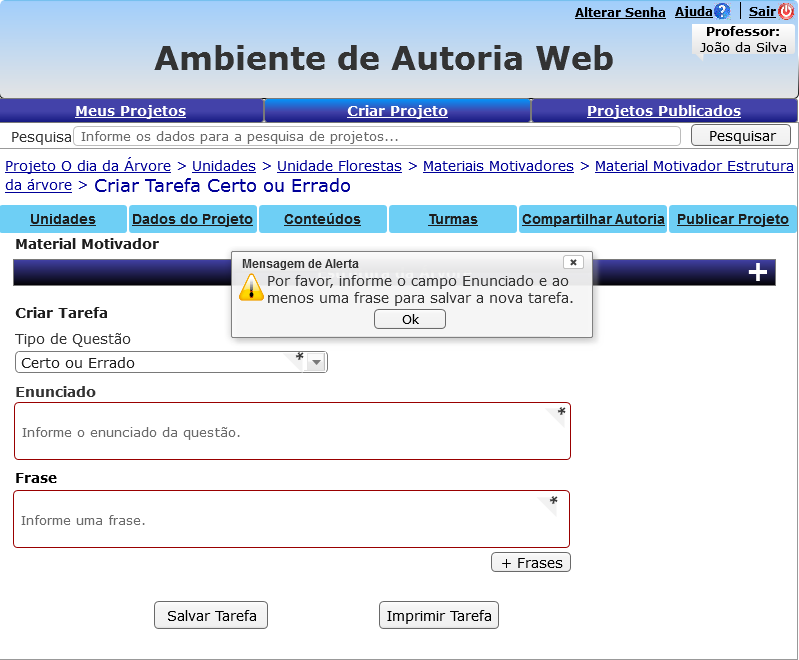 Alterar Senha Ajuda ? Sair
Professor:
João da Silva
Ambiente de Autoria Web
Meus Projetos Criar Projeto Projetos Publicados
Pesquisa Informe os dados para a pesquisa de projetos... Pesquisar
Projeto O dia da Árvore > Unidades > Unidade Florestas > Materiais Motivadores > Material Motivador Estrutura
da árvore > Criar Tarefa Certo ou Errado
Unidades Dados do Projeto Conteúdos Turmas Compartilhar Autoria Publicar Projeto
Material Motivador
Mensagem de Alerta
Por favor, informe o campo Enunciado e ao
menos uma frase para salvar a nova tarefa.
Ok
Criar Tarefa
Tipo de Questão
Certo ou Errado *
Enunciado
Informe o enunciado da questão. *
Frase
Informe uma frase. *
+ Frases
Salvar Tarefa Imprimir Tarefa